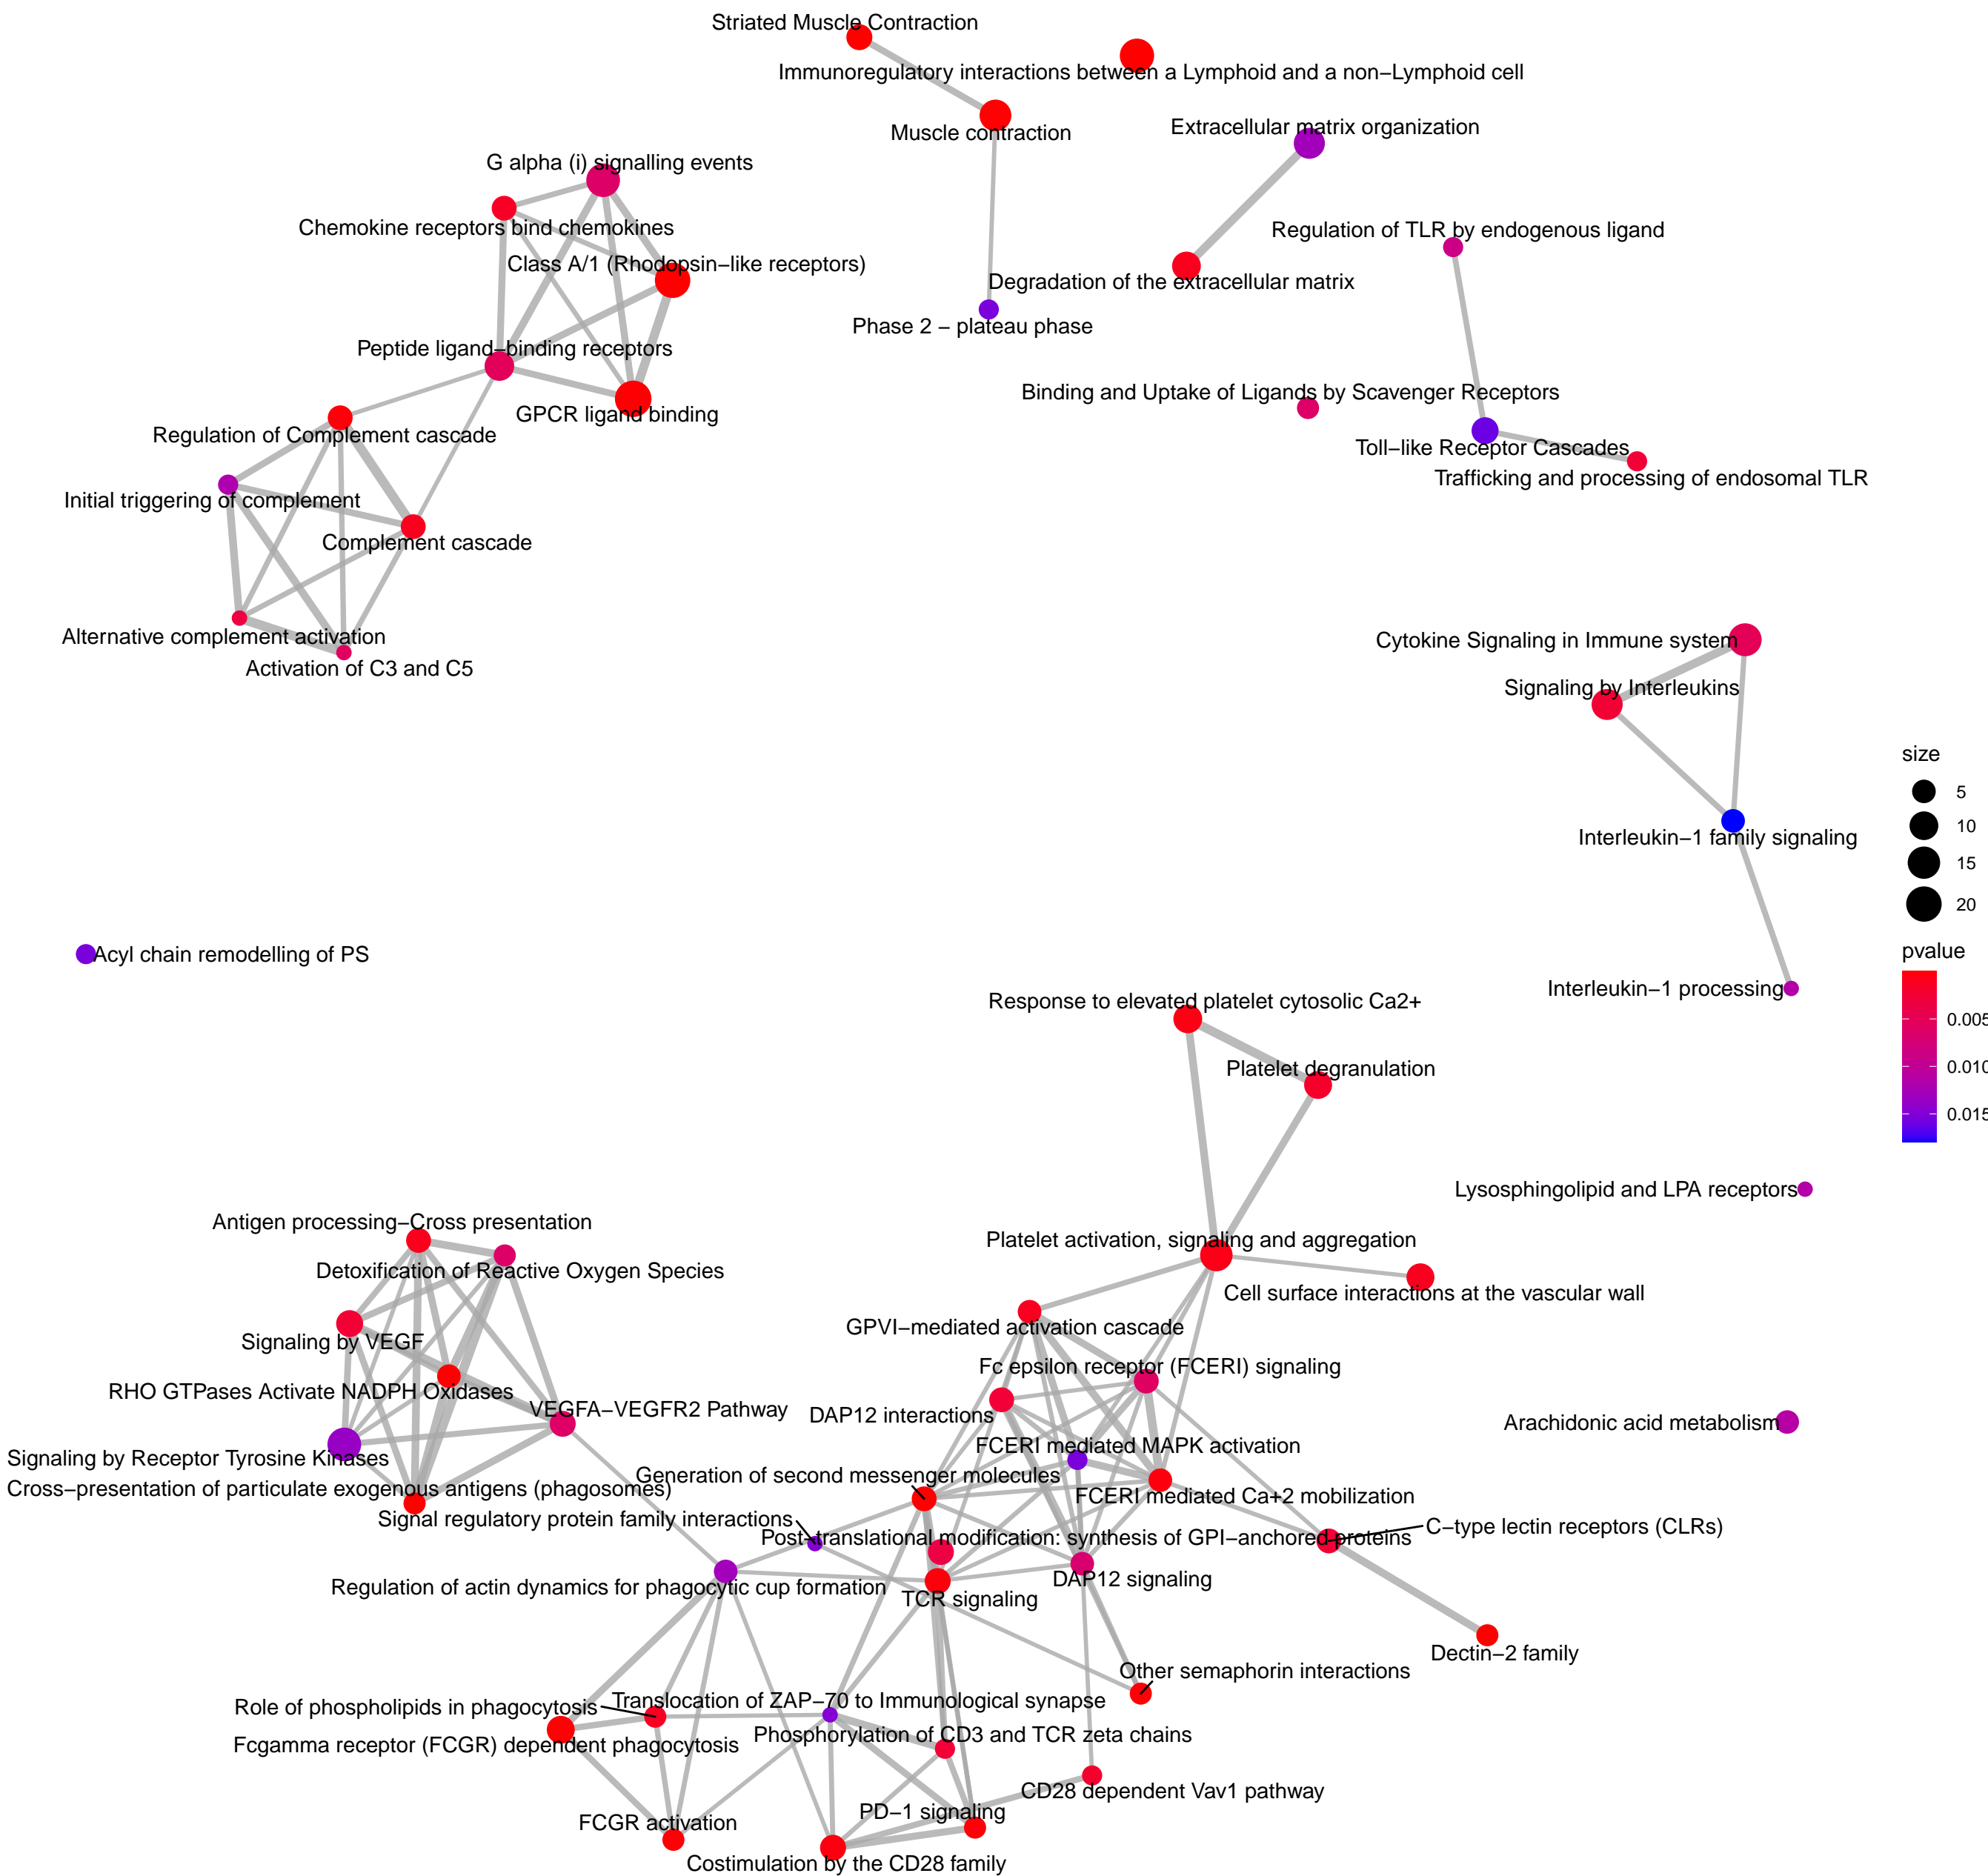 Striated Muscle Contraction
Immunoregulatory interactions between a Lymphoid and a non−Lymphoid cell
Muscle contraction
Extracellular matrix organization
G alpha (i) signalling events
Chemokine receptors bind chemokines
Regulation of TLR by endogenous ligand
Class A/1 (Rhodopsin−like receptors)
Degradation of the extracellular matrix
Phase 2 − plateau phase
Peptide ligand−binding receptors
Binding and Uptake of Ligands by Scavenger Receptors
GPCR ligand binding
Regulation of Complement cascade
Toll−like Receptor Cascades
Trafficking and processing of endosomal TLR
Initial triggering of complement
Complement cascade
Alternative complement activation
Cytokine Signaling in Immune system
Activation of C3 and C5
Signaling by Interleukins
size
5
10
15
20
Interleukin−1 family signaling
pvalue
0.005
0.010
0.015
Acyl chain remodelling of PS
Interleukin−1 processing
Response to elevated platelet cytosolic Ca2+
Platelet degranulation
Lysosphingolipid and LPA receptors
Antigen processing−Cross presentation
Platelet activation, signaling and aggregation
Detoxification of Reactive Oxygen Species
Cell surface interactions at the vascular wall
GPVI−mediated activation cascade
Signaling by VEGF
Fc epsilon receptor (FCERI) signaling
RHO GTPases Activate NADPH Oxidases
VEGFA−VEGFR2 Pathway
DAP12 interactions
Arachidonic acid metabolism
FCERI mediated MAPK activation
Signaling by Receptor Tyrosine Kinases
Generation of second messenger molecules
Cross−presentation of particulate exogenous antigens (phagosomes)
FCERI mediated Ca+2 mobilization
Signal regulatory protein family interactions
C−type lectin receptors (CLRs)
Post−translational modification: synthesis of GPI−anchored proteins
DAP12 signaling
Regulation of actin dynamics for phagocytic cup formation
TCR signaling
Dectin−2 family
Other semaphorin interactions
Translocation of ZAP−70 to Immunological synapse
Role of phospholipids in phagocytosis
Phosphorylation of CD3 and TCR zeta chains
Fcgamma receptor (FCGR) dependent phagocytosis
CD28 dependent Vav1 pathway
PD−1 signaling
FCGR activation
Costimulation by the CD28 family